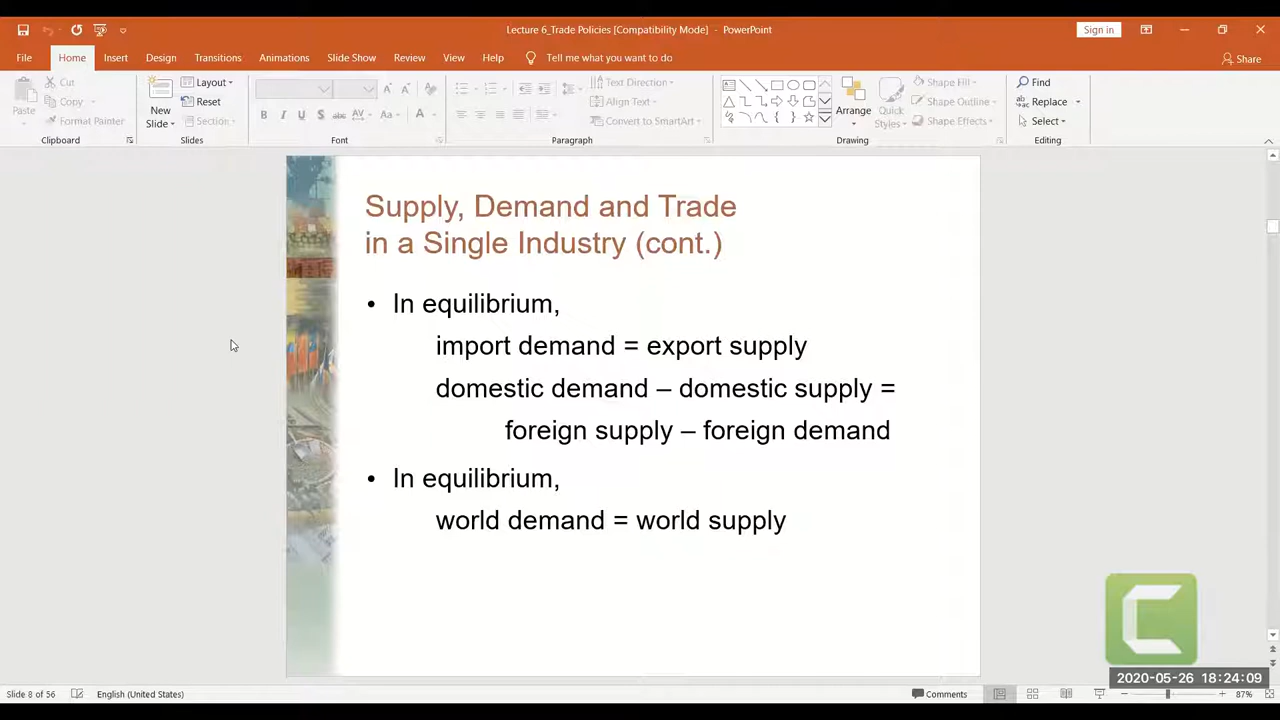 Lecture 6_Trade Policies [Compatibility Mode] - PowerPoint
Sign in
File Home Insert Design Transitions Animations Slide Show Review View Help Tell me what you want to do
Share
Paste
Cut
Copy
Format Painter
Clipboard
New
Slide
Layout
Reset
Section
Slides
B I U S abc AV Aa A
Font
Text Direction
Align Text
Convert to SmartArt
Paragraph
Arrange
Quick
Styles
Shape Fill
Shape Outline
Shape Effects
Drawing
Find
Replace
Select
Editing
Supply, Demand and Trade
in a Single Industry (cont.)
• In equilibrium,
import demand = export supply
domestic demand – domestic supply =
foreign supply – foreign demand
• In equilibrium,
world demand = world supply
2020-05-26 18:24:09
Slide 8 of 56 English (United States) Comments 87%